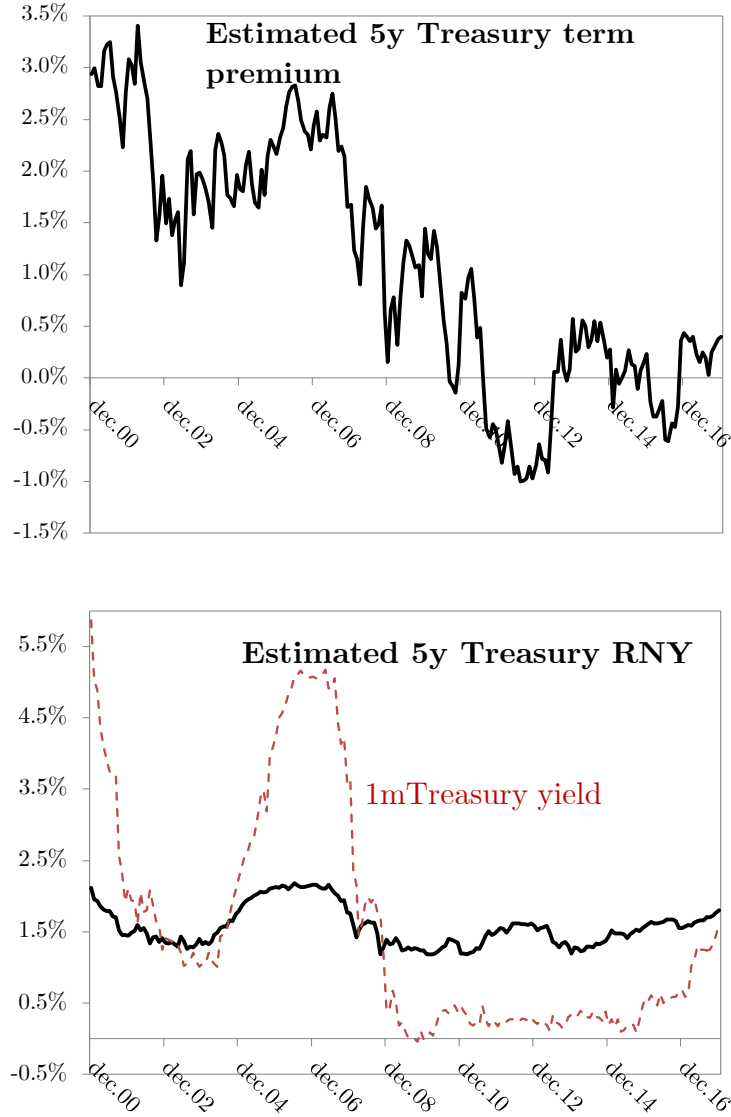 Estimated 5y Treasury term
premium
3.5%
3.0%
2.5%
2.0%
1.5%
1.0%
0.5%
0.0%
-0.5%
-1.0%
-1.5%
dec.00
dec.02
dec.04
dec.06
dec.08
dec.10
dec.12
dec.14
dec.16
Estimated 5y Treasury RNY
1mTreasury yield
5.5%
4.5%
3.5%
2.5%
1.5%
0.5%
-0.5%
dec.00
dec.02
dec.04
dec.06
dec.08
dec.10
dec.12
dec.14
dec.16